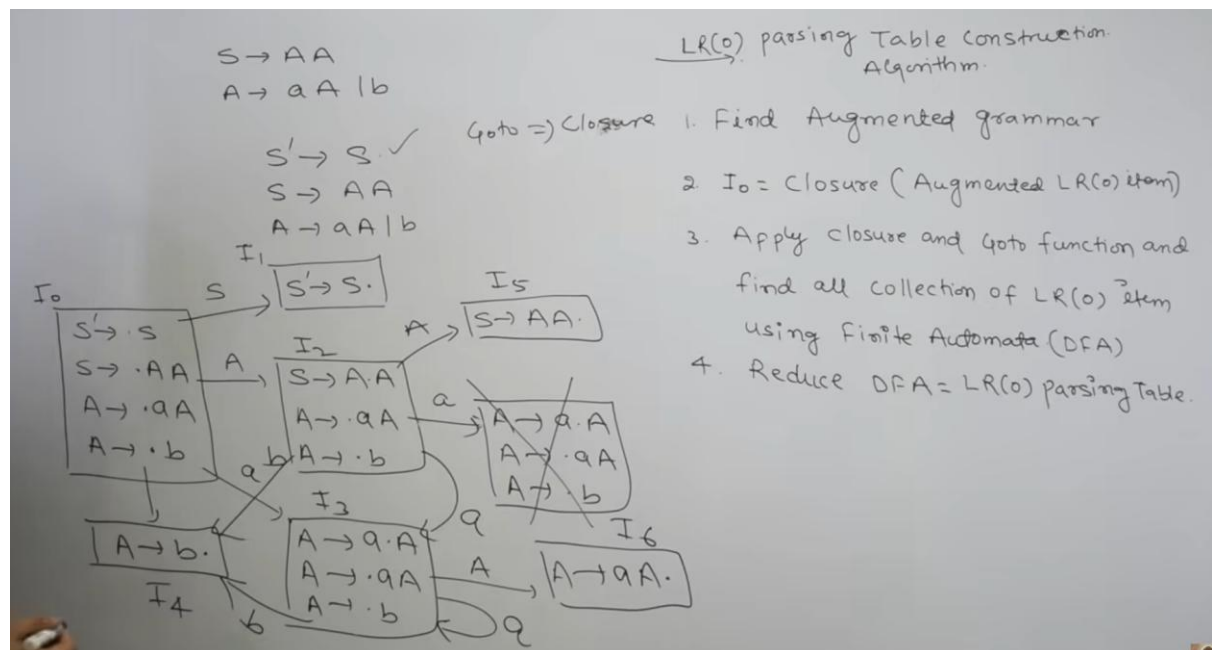 S → AA
A → aA | b
S' → S. ✓
S → AA
A → aA | b
LR(0) parsing Table Construction
Algorithm.
Goto => Closure
1. Find Augmented grammar
2. I0 = Closure (Augmented LR(0) item)
3. Apply closure and Goto function and
find all collection of LR(0) item
using Finite Automata (DFA)
4. Reduce DFA = LR(0) parsing Table.
I0
S' → .S
S → .AA
A → .aA
A → .b
S
I1
S' → S.
A
I2
S → A.A
A → .aA
A → .b
A
I5
S → AA.
a
A → a.A
A → .aA
A → .b
b
a
a
I3
A → a.A
A → .aA
A → .b
A
I6
A → aA.
a
b
A → b.
I4